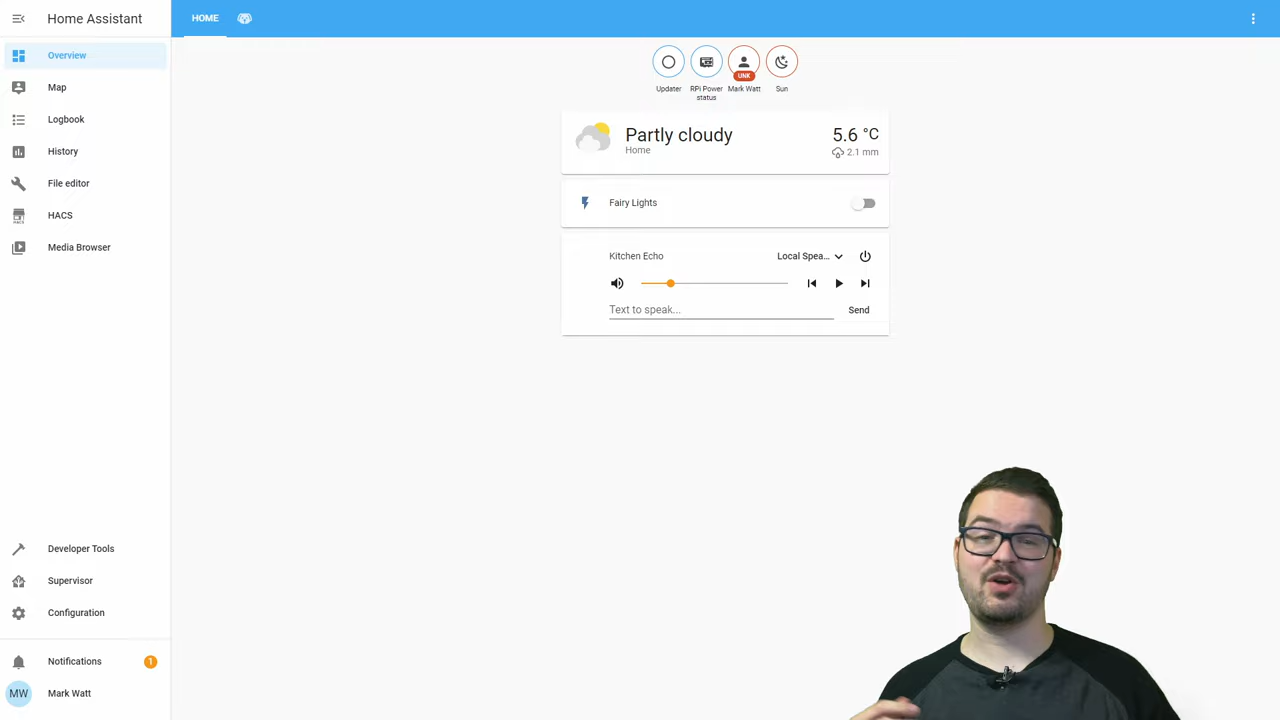 Home Assistant
Overview
Map
Logbook
History
File editor
HACS
Media Browser
Developer Tools
Supervisor
Configuration
Notifications
1
MW
Mark Watt
HOME
UNK
Updater
RPi Power
status
Mark Watt
Sun
Partly cloudy
5.6 °C
Home
2.1 mm
Fairy Lights
Kitchen Echo
Local Spea...
Text to speak...
Send